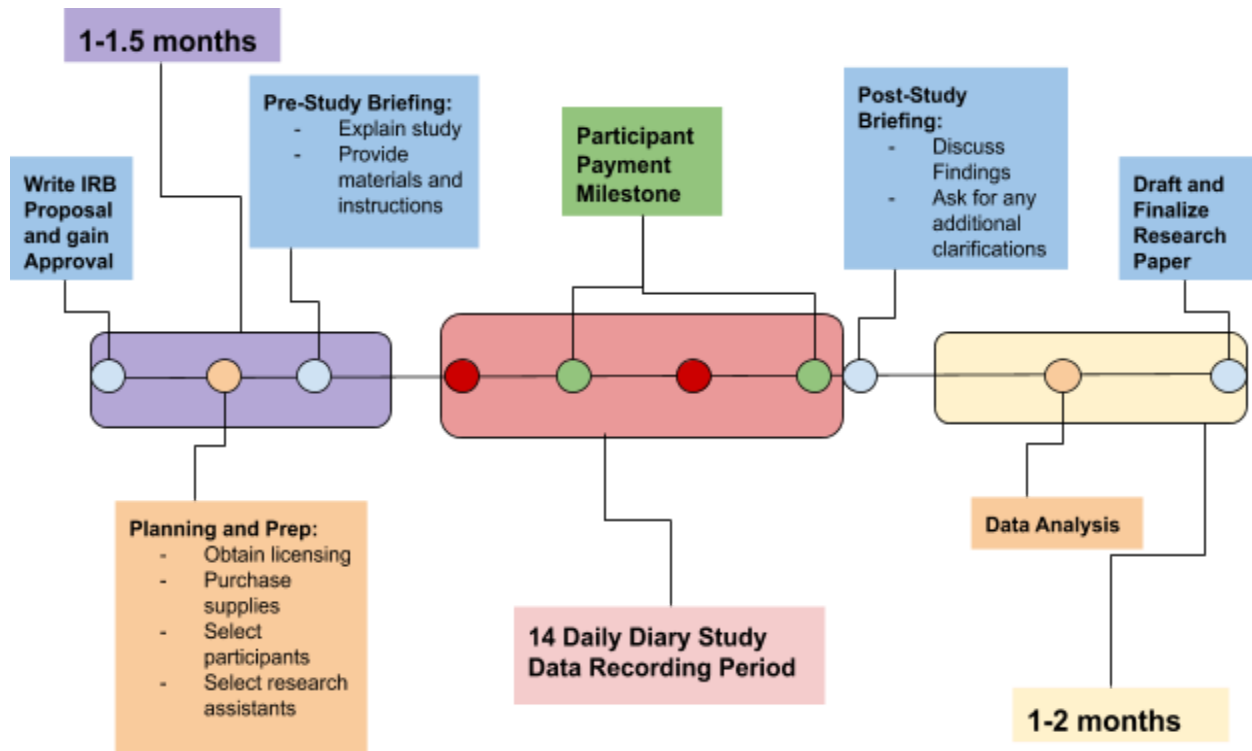 1-1.5 months
Pre-Study Briefing:
- Explain study
- Provide
materials and
instructions
Participant
Payment
Milestone
Post-Study
Briefing:
- Discuss
Findings
- Ask for any
additional
clarifications
Write IRB
Proposal
and gain
Approval
Draft and
Finalize
Research
Paper
Planning and Prep:
- Obtain licensing
- Purchase
supplies
- Select
participants
- Select research
assistants
14 Daily Diary Study
Data Recording Period
Data Analysis
1-2 months